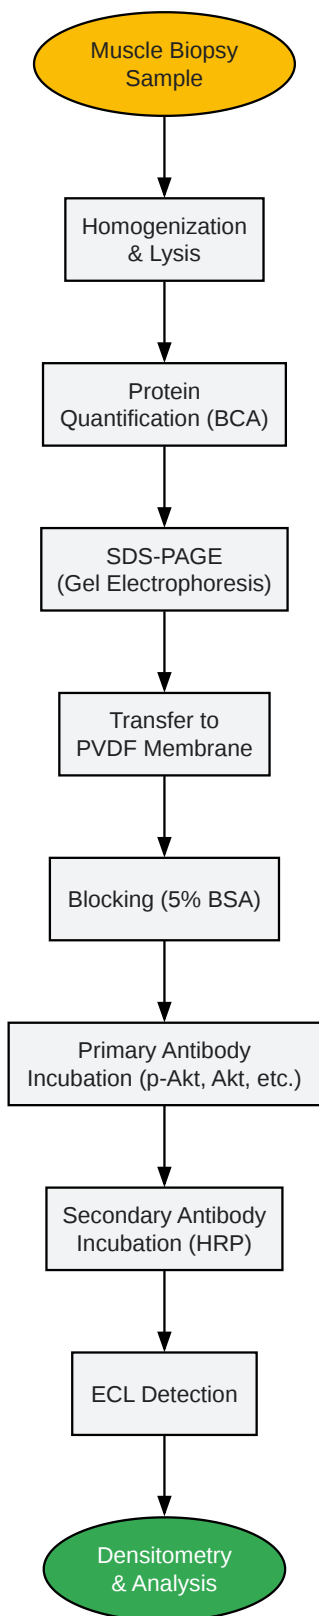 Muscle Biopsy
Sample
Homogenization
& Lysis
Protein
Quantification (BCA)
SDS-PAGE
(Gel Electrophoresis)
Transfer to
PVDF Membrane
Blocking (5% BSA)
Primary Antibody
Incubation (p-Akt, Akt, etc.)
Secondary Antibody
Incubation (HRP)
ECL Detection
Densitometry
& Analysis